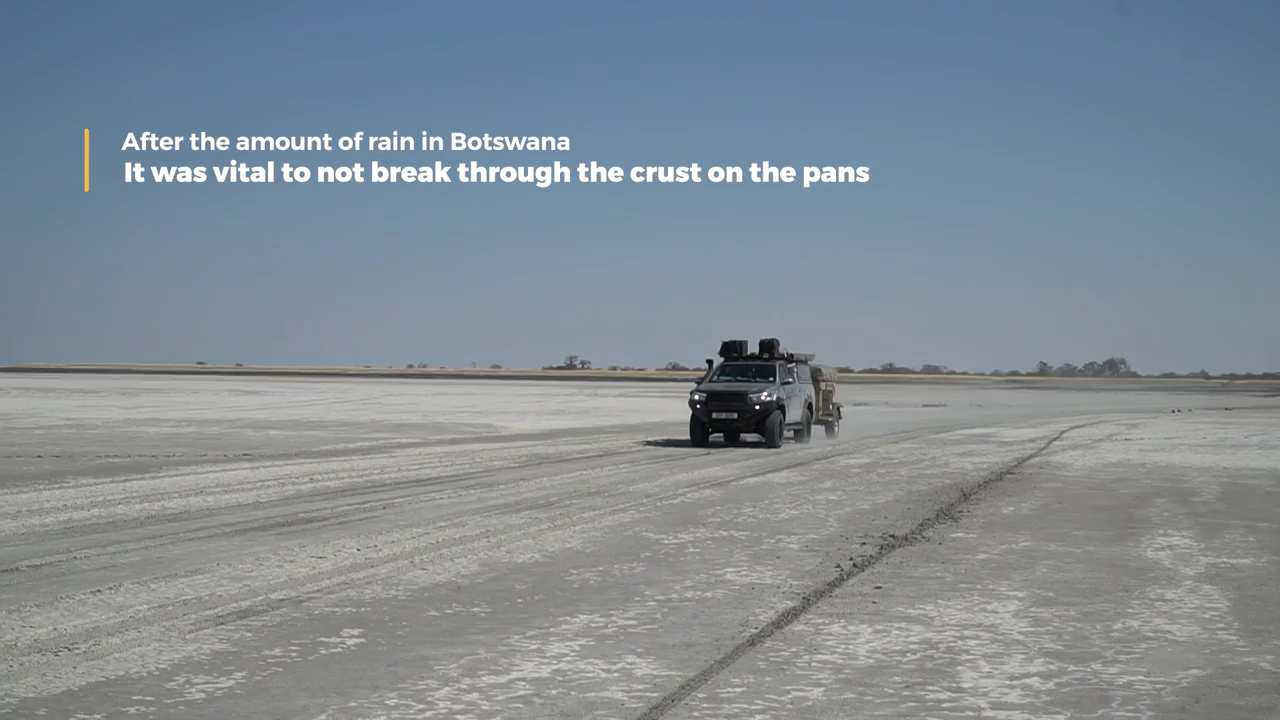 After the amount of rain in Botswana
It was vital to not break through the crust on the pans